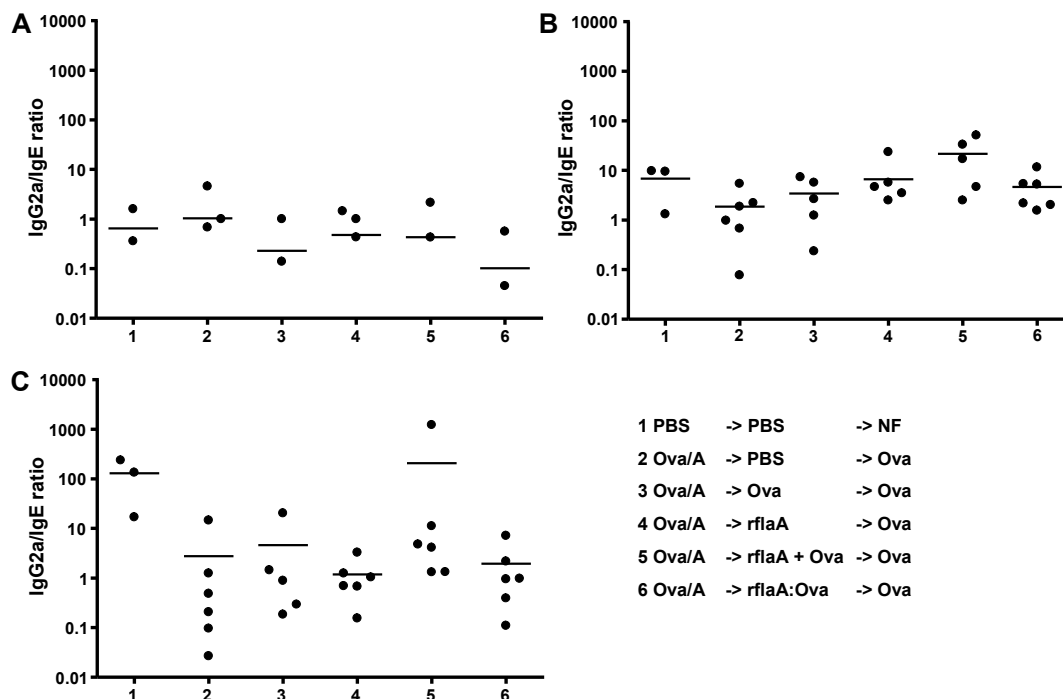 A
IgG2a/IgE ratio
10000
1000
100
10
1
0.1
0.01
1 2 3 4 5 6
B
IgG2a/IgE ratio
10000
1000
100
10
1
0.1
0.01
1 2 3 4 5 6
C
IgG2a/IgE ratio
10000
1000
100
10
1
0.1
0.01
1 2 3 4 5 6
1 PBS -> PBS -> NF
2 Ova/A -> PBS -> Ova
3 Ova/A -> Ova -> Ova
4 Ova/A -> rflaA -> Ova
5 Ova/A -> rflaA + Ova -> Ova
6 Ova/A -> rflaA:Ova -> Ova